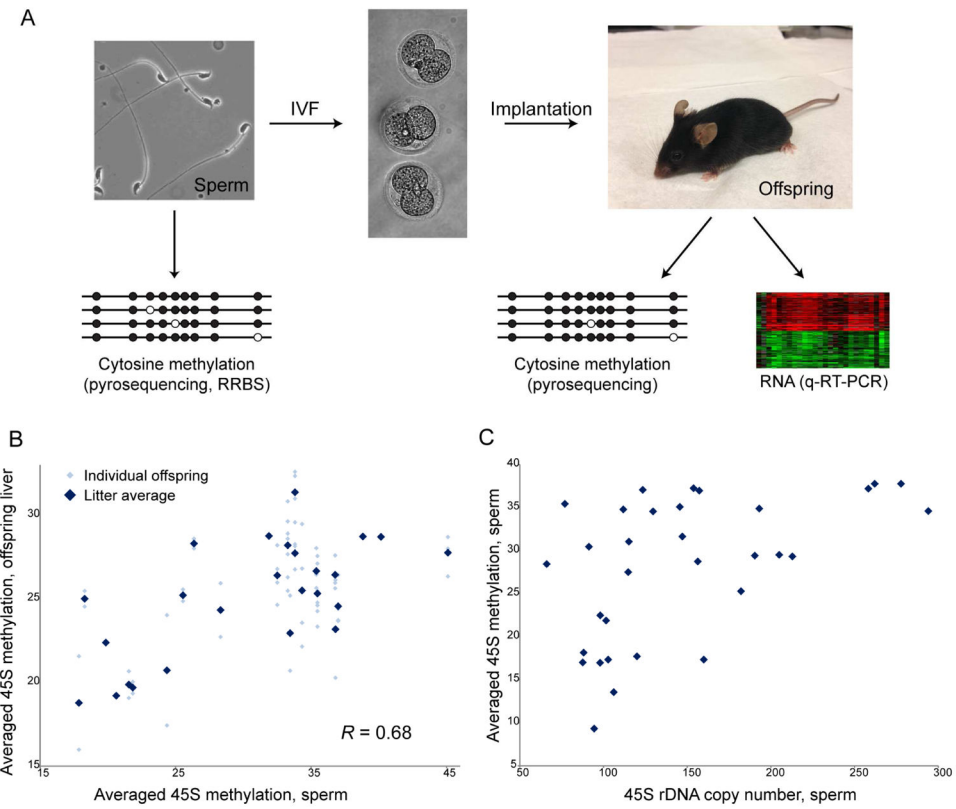 A
Sperm
IVF
Implantation
Offspring
Cytosine methylation
(pyrosequencing, RRBS)
Cytosine methylation
(pyrosequencing)
RNA (q-RT-PCR)
B
Averaged 45S methylation, offspring liver
Individual offspring
Litter average
30
25
20
15
15
25
35
45
R = 0.68
Averaged 45S methylation, sperm
C
Averaged 45S methylation, sperm
40
35
30
25
20
15
10
5
50
100
150
200
250
300
45S rDNA copy number, sperm